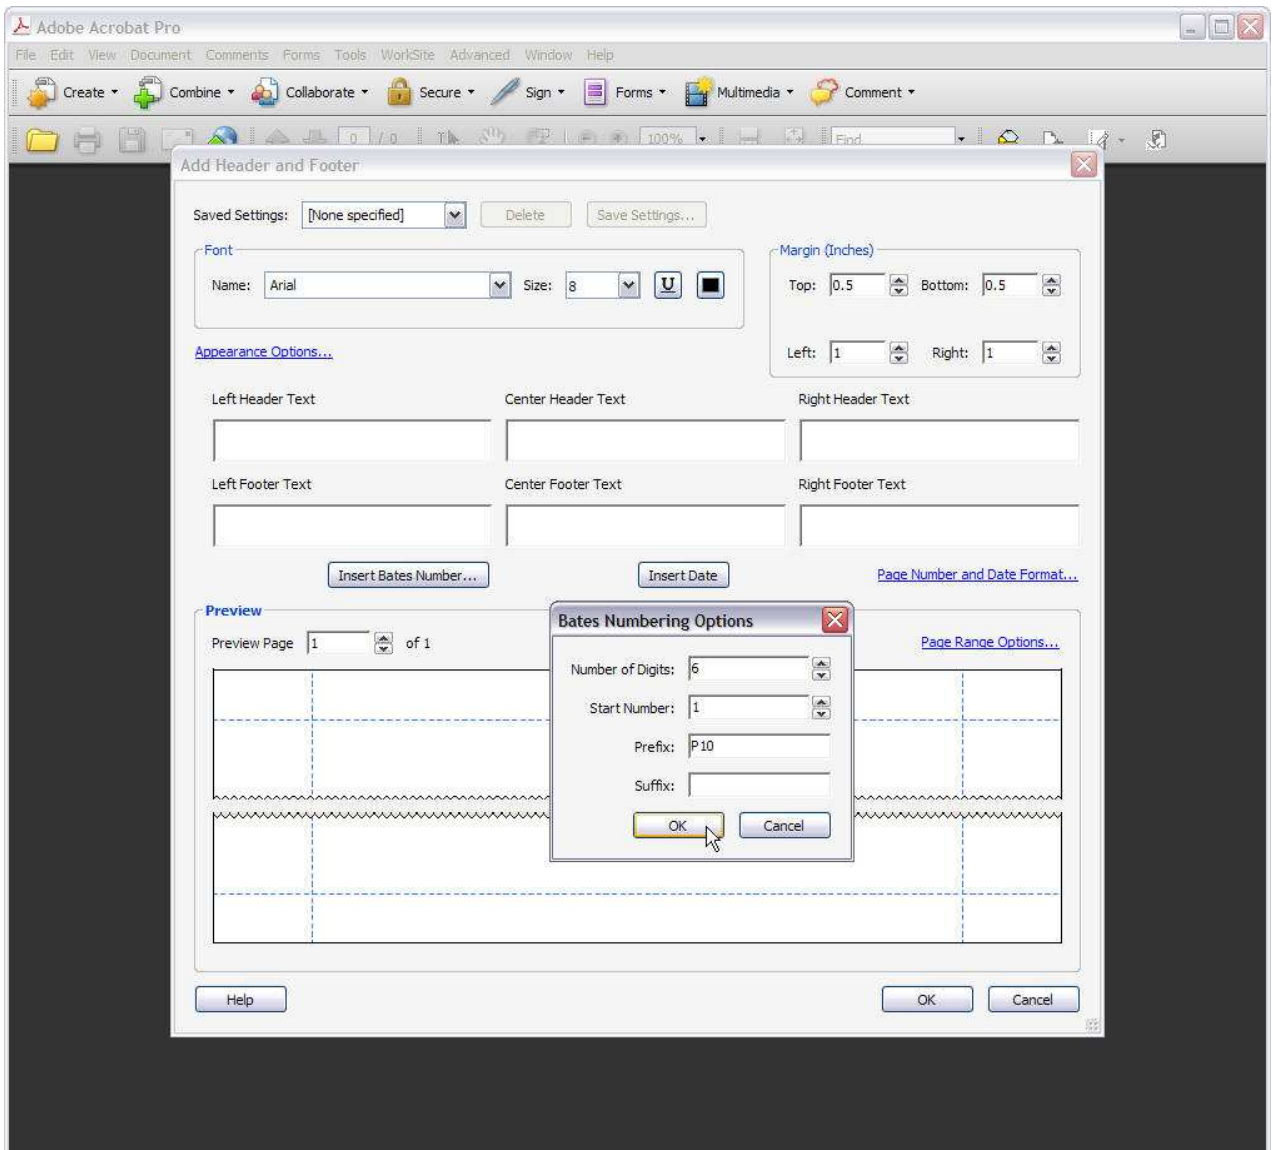 Adobe Acrobat Pro
File Edit View Document Comments Forms Tools WorkSite Advanced Window Help
Create Combine Collaborate Secure Sign Forms Multimedia Comment
0 / 0 100% Find
Add Header and Footer
Saved Settings: [None specified] Delete Save Settings...
Font
Name: Arial Size: 8 U
Margin (Inches)
Top: 0.5 Bottom: 0.5
Left: 1 Right: 1
Appearance Options...
Left Header Text Center Header Text Right Header Text
Left Footer Text Center Footer Text Right Footer Text
Insert Bates Number... Insert Date Page Number and Date Format...
Preview
Preview Page 1 of 1 Page Range Options...
Bates Numbering Options
Number of Digits: 6
Start Number: 1
Prefix: P10
Suffix:
OK Cancel
Help OK Cancel